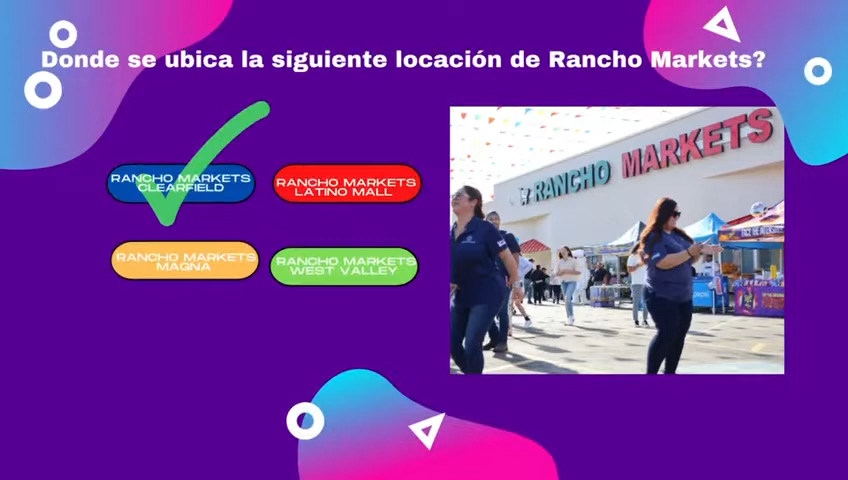 Donde se ubica la siguiente locación de Rancho Markets?
RANCHO MARKETS
CLEARFIELD
RANCHO MARKETS
LATINO MALL
RANCHO MARKETS
MAGNA
RANCHO MARKETS
WEST VALLEY
RANCHO MARKETS